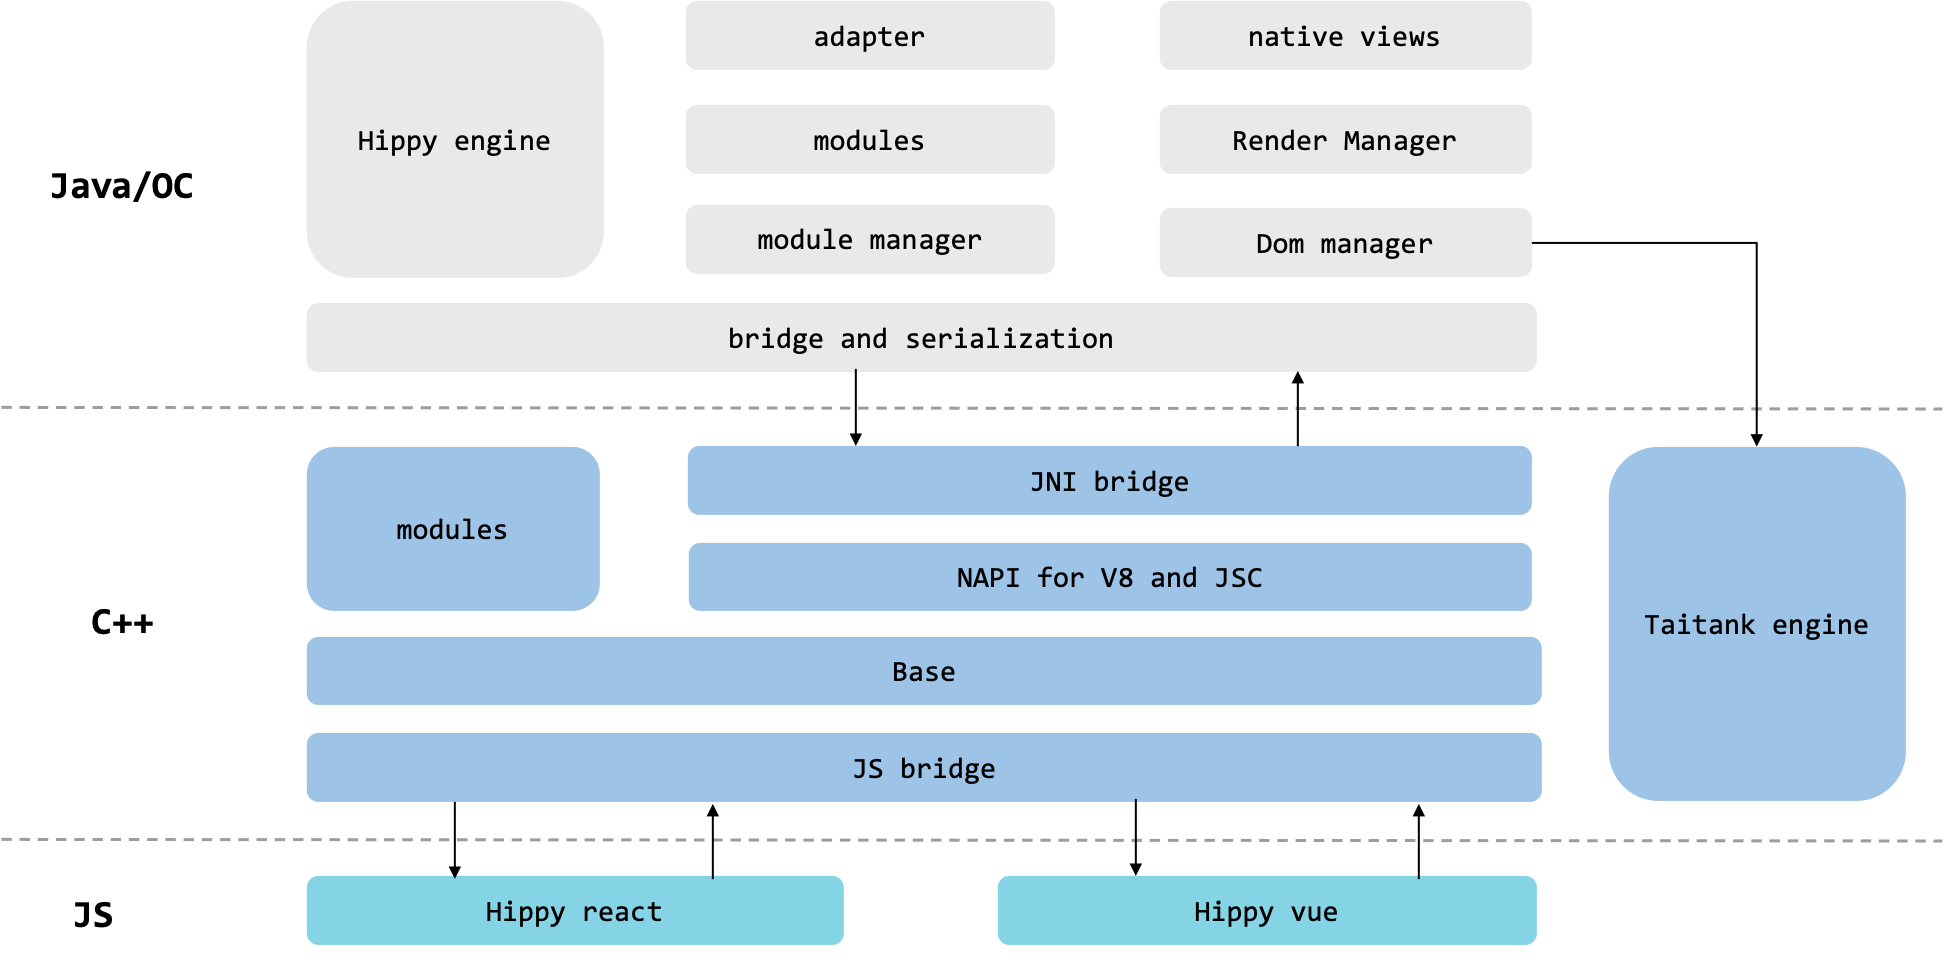 Java/OC
Hippy engine
adapter
native views
modules
Render Manager
module manager
Dom manager
bridge and serialization
C++
modules
JNI bridge
NAPI for V8 and JSC
Taitank engine
Base
JS bridge
JS
Hippy react
Hippy vue